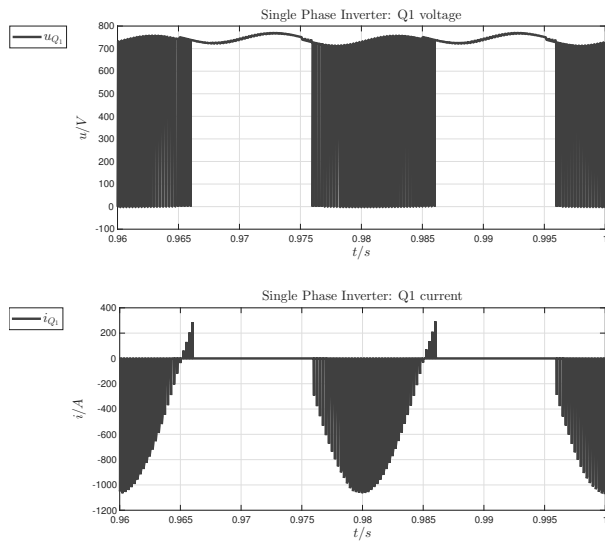 Single Phase Inverter: Q1 voltage
u_{Q_1}
u/V
800
700
600
500
400
300
200
100
0
-100
0.96 0.965 0.97 0.975 0.98 0.985 0.99 0.995 1
t/s
Single Phase Inverter: Q1 current
i_{Q_1}
i/A
400
200
0
-200
-400
-600
-800
-1000
-1200
0.96 0.965 0.97 0.975 0.98 0.985 0.99 0.995 1
t/s